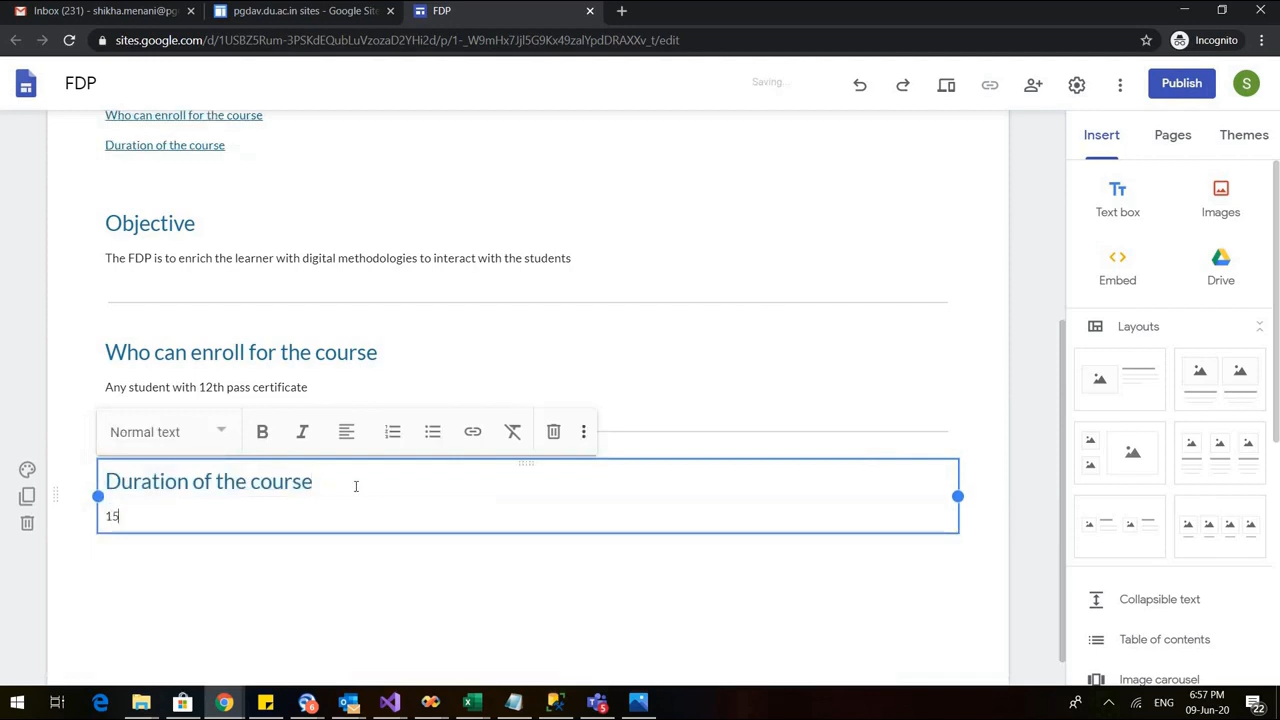 Inbox (231) - shikha.menani@pg
pgdav.du.ac.in sites - Google Site
FDP
sites.google.com/d/1USBZ5Rum-3PSKdEQubLuVzozaD2YHi2d/p/1-_W9mHx7Jjl5G9Kx49zalYpdDRAXXv_t/edit
Incognito
FDP
Saving...
Publish
S
Who can enroll for the course
Duration of the course
Objective
The FDP is to enrich the learner with digital methodologies to interact with the students
Who can enroll for the course
Any student with 12th pass certificate
Normal text
Duration of the course
15
Insert
Pages
Themes
Text box
Images
Embed
Drive
Layouts
Collapsible text
Table of contents
Image carousel
ENG
6:57 PM
09-Jun-20
22